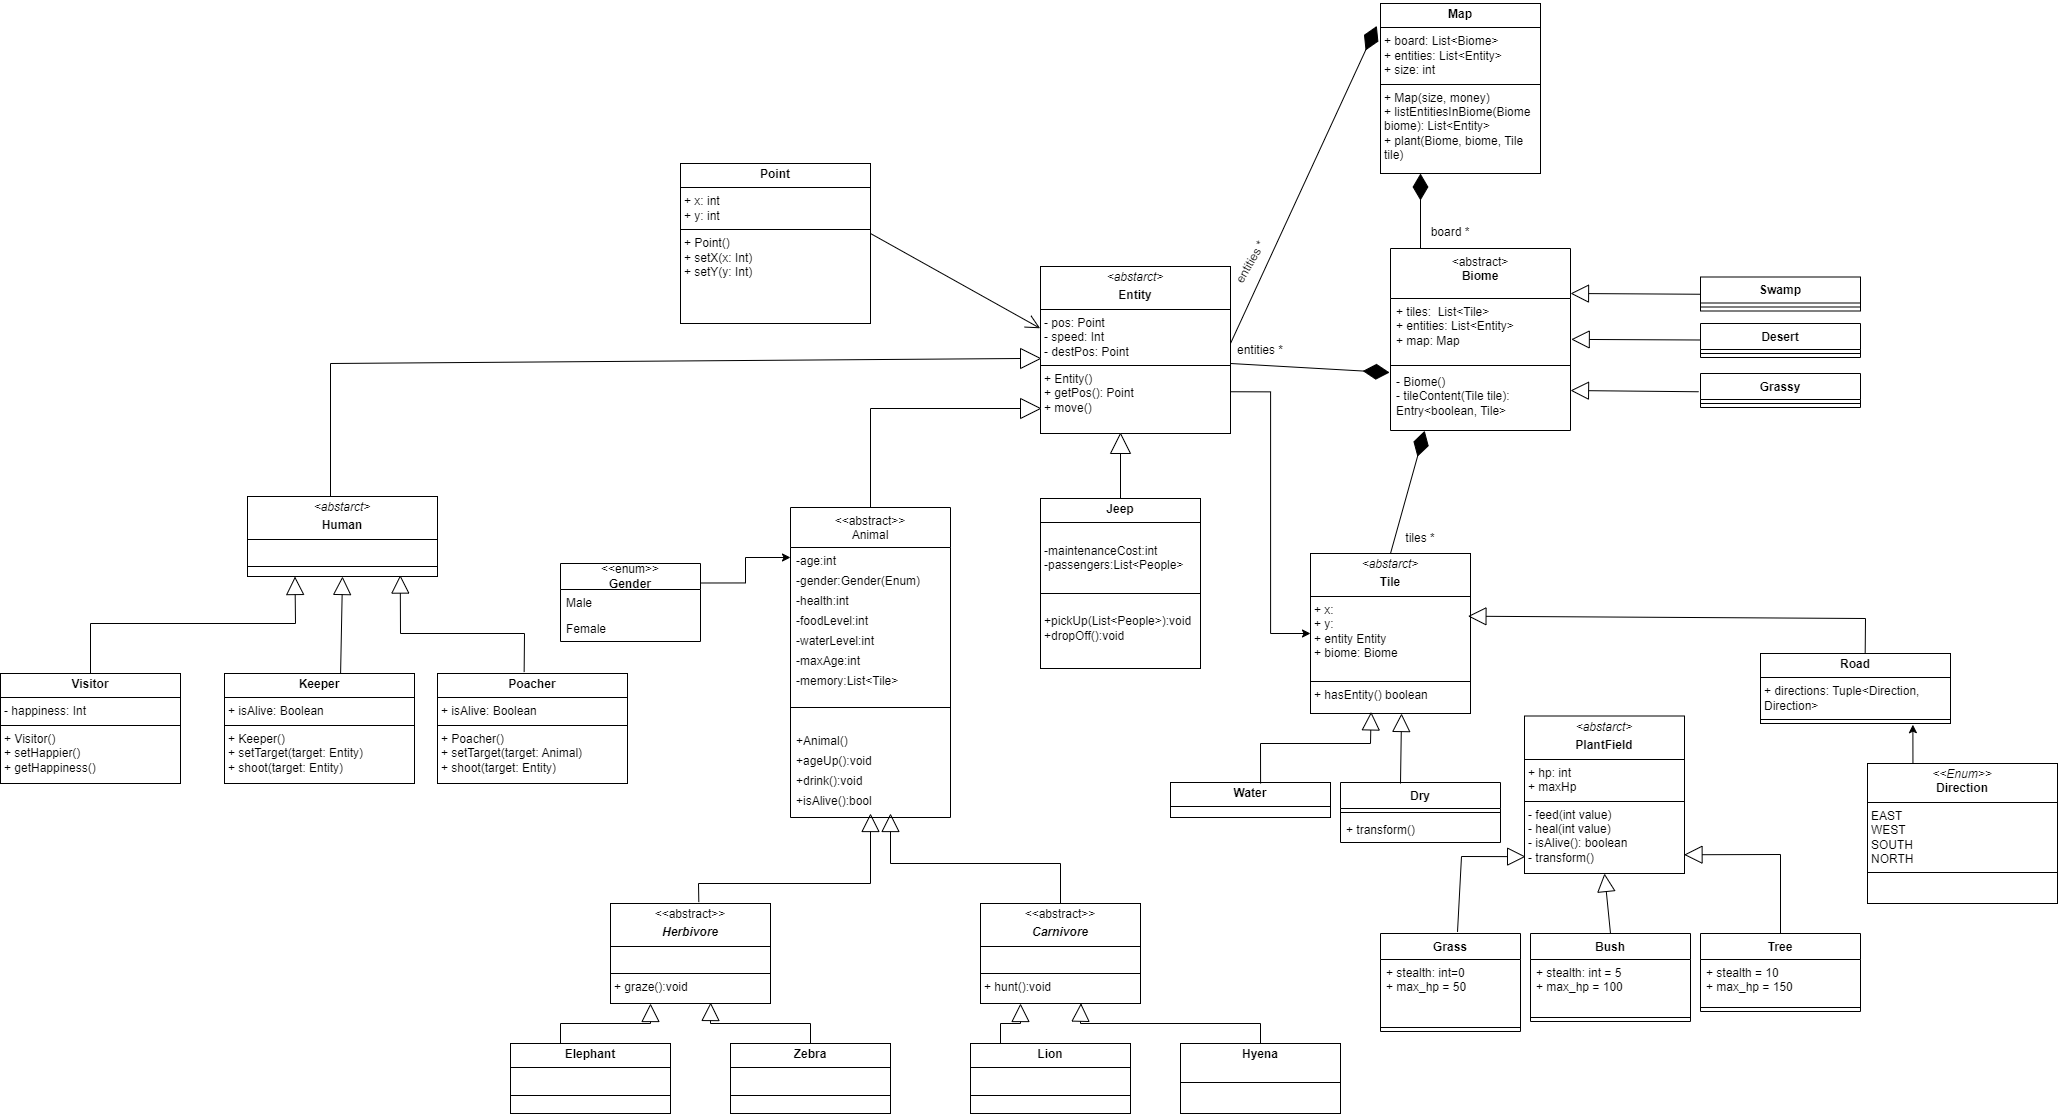 Map
+ board: List<Biome>
+ entities: List<Entity>
+ size: int
+ Map(size, money)
+ listEntitiesInBiome(Biome
biome): List<Entity>
+ plant(Biome, biome, Tile
tile)
Point
+ x: int
+ y: int
+ Point()
+ setX(x: Int)
+ setY(y: Int)
entities *
board *
<abstarct>
Entity
- pos: Point
- speed: Int
- destPos: Point
+ Entity()
+ getPos(): Point
+ move()
entities *
<abstract>
Biome
+ tiles:  List<Tile>
+ entities: List<Entity>
+ map: Map
- Biome()
- tileContent(Tile tile):
Entry<boolean, Tile>
Swamp
Desert
Grassy
<abstarct>
Human
<<abstract>>
Animal
-age:int
-gender:Gender(Enum)
-health:int
-foodLevel:int
-waterLevel:int
-maxAge:int
-memory:List<Tile>
+Animal()
+ageUp():void
+drink():void
+isAlive():bool
<<enum>>
Gender
Male
Female
Jeep
-maintenanceCost:int
-passengers:List<People>
+pickUp(List<People>):void
+dropOff():void
tiles *
<abstarct>
Tile
+ x:
+ y:
+ entity Entity
+ biome: Biome
+ hasEntity() boolean
Visitor
- happiness: Int
+ Visitor()
+ setHappier()
+ getHappiness()
Keeper
+ isAlive: Boolean
+ Keeper()
+ setTarget(target: Entity)
+ shoot(target: Entity)
Poacher
+ isAlive: Boolean
+ Poacher()
+ setTarget(target: Animal)
+ shoot(target: Entity)
Road
+ directions: Tuple<Direction,
Direction>
Water
Dry
+ transform()
<abstarct>
PlantField
+ hp: int
+ maxHp
- feed(int value)
- heal(int value)
- isAlive(): boolean
- transform()
<<Enum>>
Direction
EAST
WEST
SOUTH
NORTH
<<abstract>>
Herbivore
+ graze():void
<<abstract>>
Carnivore
+ hunt():void
Grass
+ stealth: int=0
+ max_hp = 50
Bush
+ stealth: int = 5
+ max_hp = 100
Tree
+ stealth = 10
+ max_hp = 150
Elephant
Zebra
Lion
Hyena